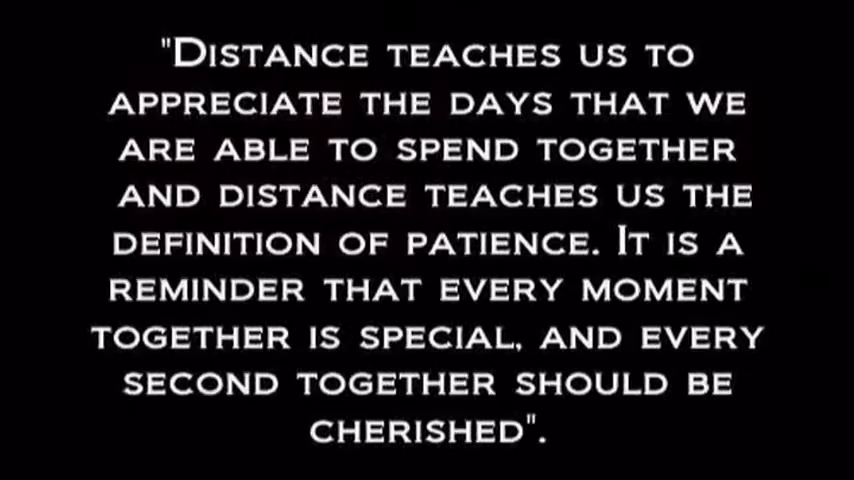 "Distance teaches us to
appreciate the days that we
are able to spend together
and distance teaches us the
definition of patience. It is a
reminder that every moment
together is special, and every
second together should be
cherished".